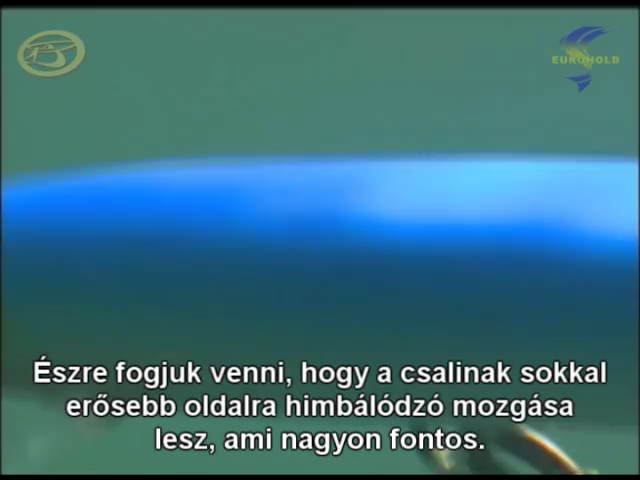 EUROHOLD
Észre fogjuk venni, hogy a csalinak sokkal
erősebb oldalra himbálódzó mozgása
lesz, ami nagyon fontos.